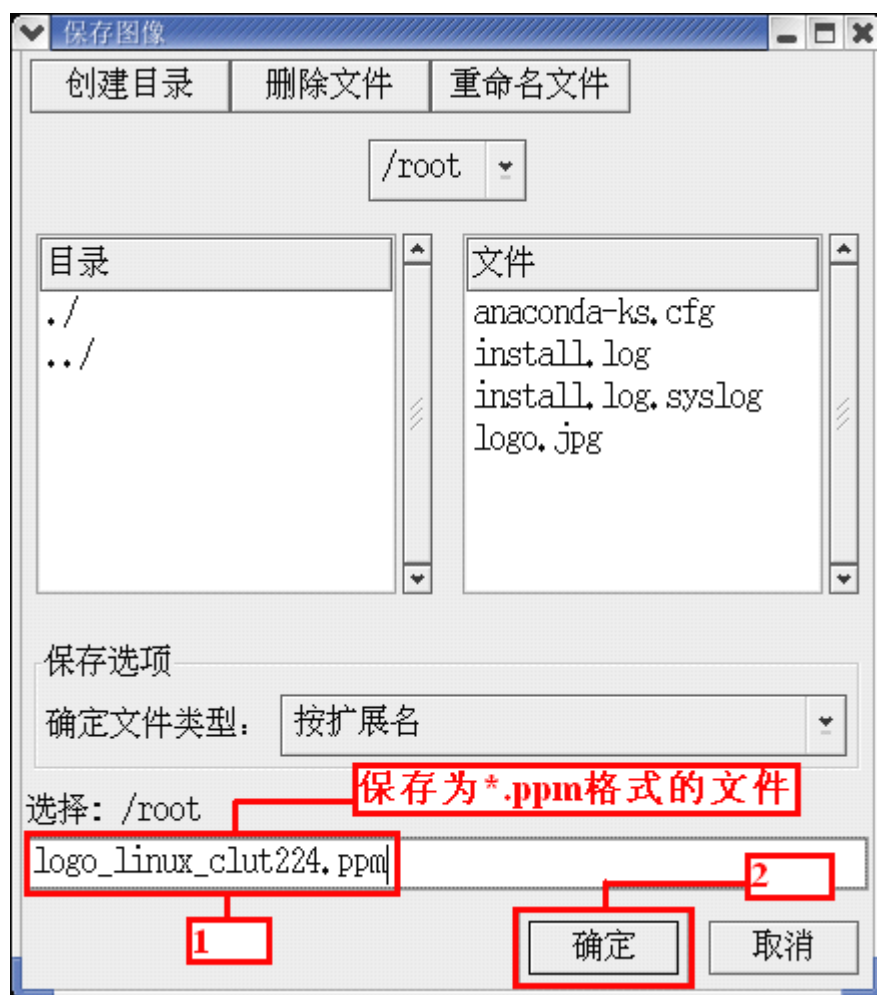 保存图像
创建目录 删除文件 重命名文件
/root
目录
./
../
文件
anaconda-ks.cfg
install.log
install.log.syslog
logo.jpg
保存选项
确定文件类型: 按扩展名
保存为*.ppm格式的文件
选择: /root
logo_linux_clut224.ppm
2
1
确定 取消